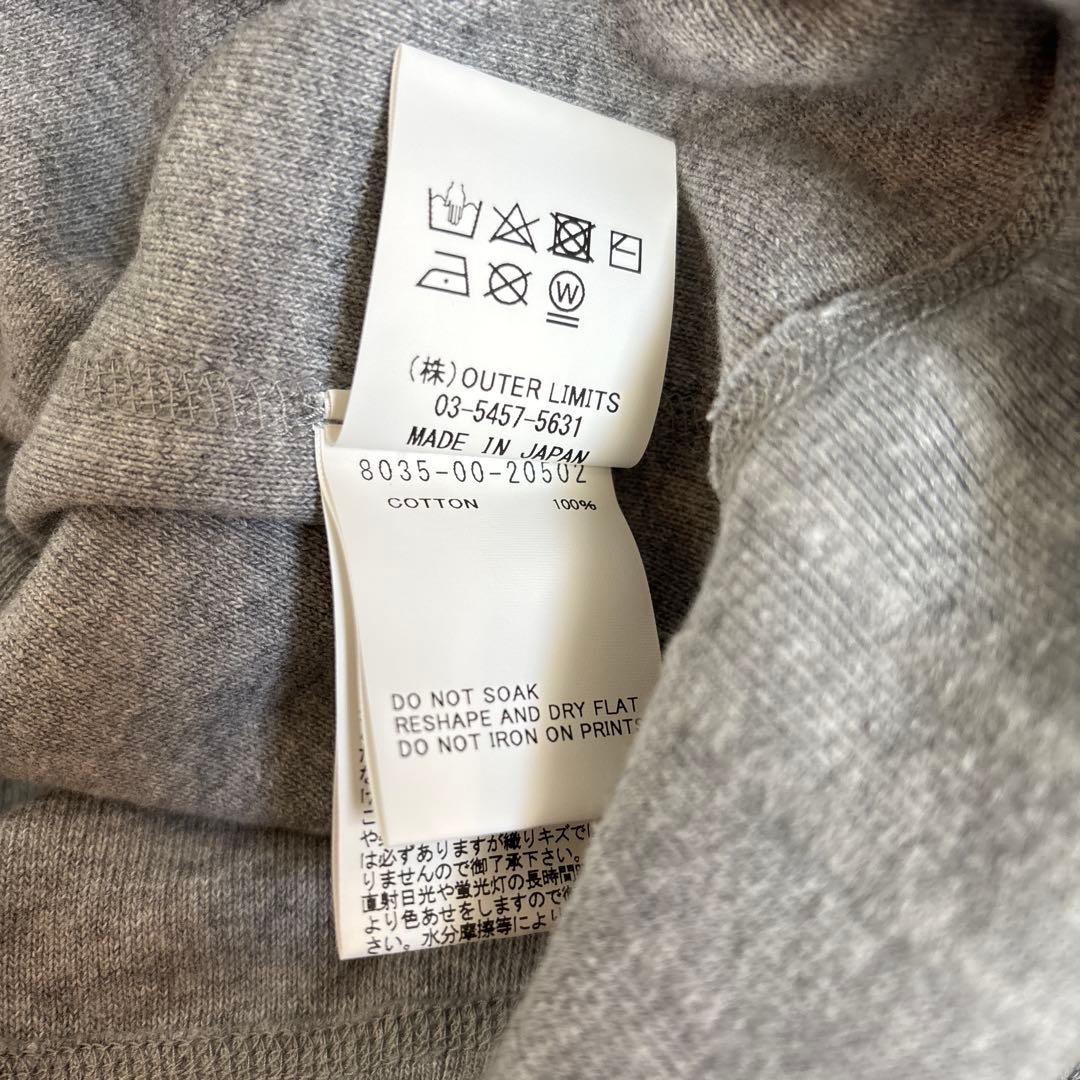 (株)OUTER LIMITS
03-5457-5631
MADE IN JAPAN
8035-00-20502
COTTON 100%
DO NOT SOAK
RESHAPE AND DRY FLAT
DO NOT IRON ON PRINTS
は必ずありますが織りキズで
りませんので御了承下さい。
直射日光や蛍光灯の長時間
より色あせをしますので
さい。水分摩擦等により